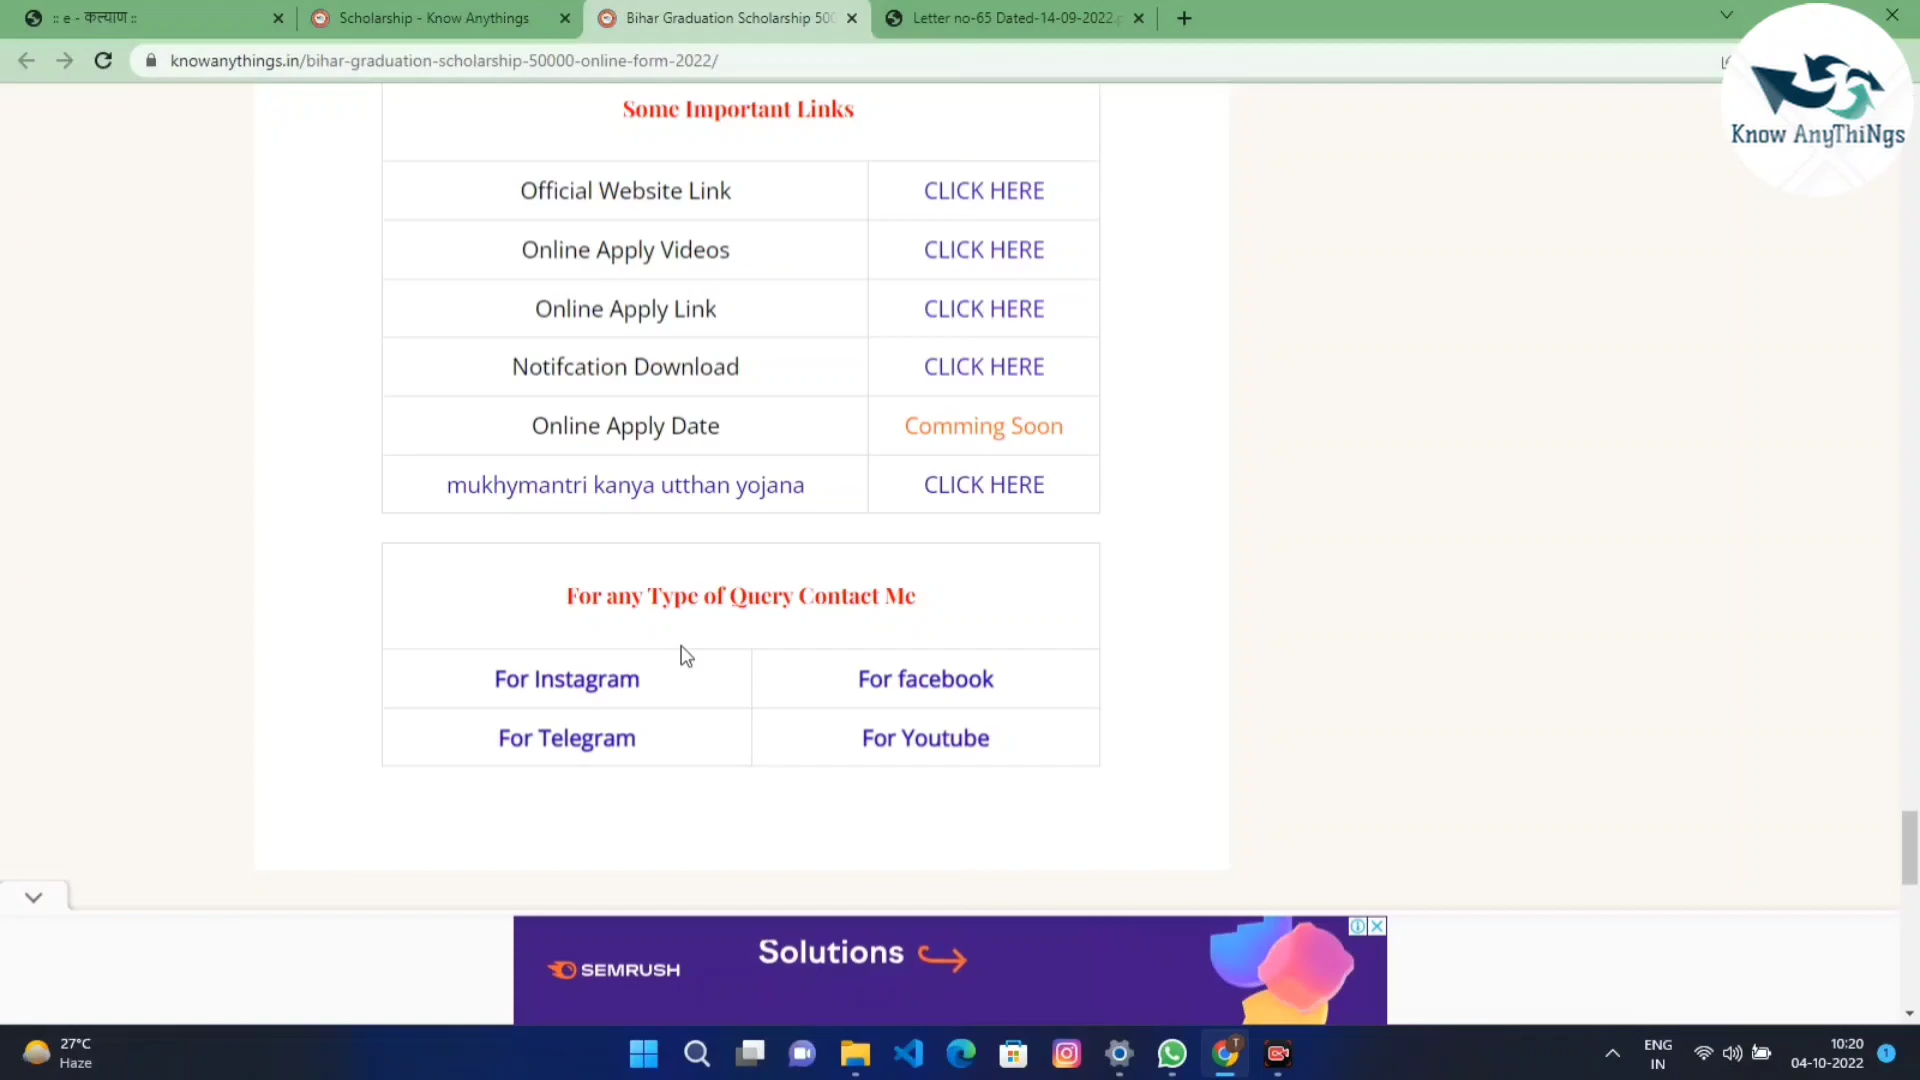 :: e - कल्याण ::
Scholarship - Know Anythings
Bihar Graduation Scholarship 500
Letter no-65 Dated-14-09-2022.p
knowanythings.in/bihar-graduation-scholarship-50000-online-form-2022/
Know AnyThiNgs
Some Important Links
Official Website Link CLICK HERE
Online Apply Videos CLICK HERE
Online Apply Link CLICK HERE
Notifcation Download CLICK HERE
Online Apply Date Comming Soon
mukhymantri kanya utthan yojana CLICK HERE
For any Type of Query Contact Me
For Instagram For facebook
For Telegram For Youtube
SEMRUSH
Solutions
27°C
Haze
T
ENG
IN
10:20
04-10-2022
1